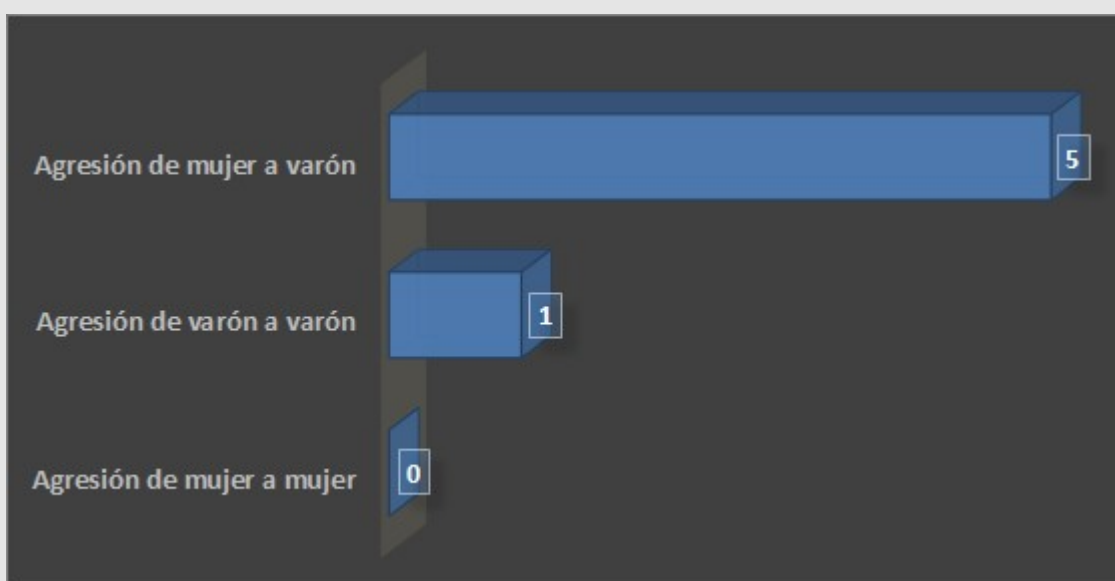 Agresión de mujer a varón
5
Agresión de varón a varón
1
Agresión de mujer a mujer
0